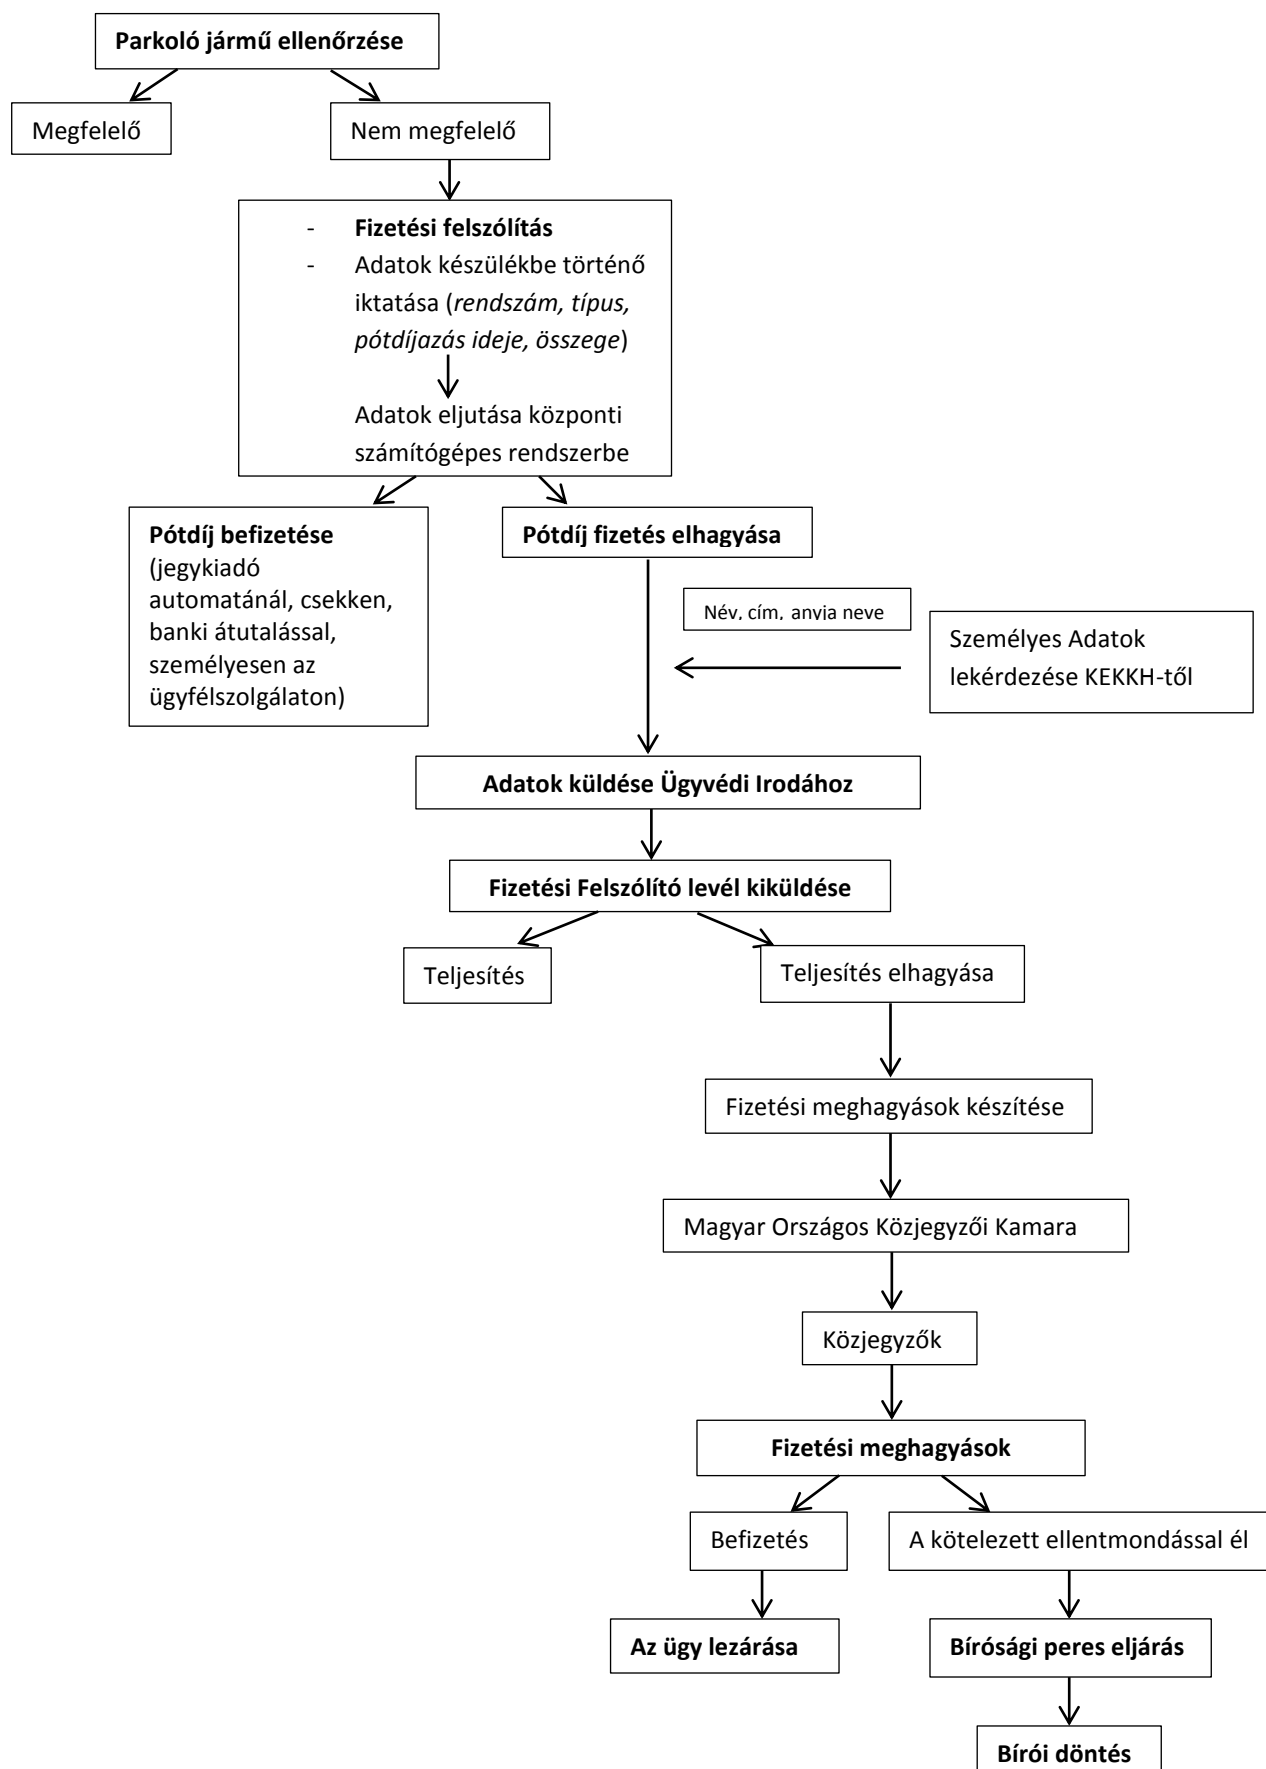 Parkoló jármű ellenőrzése
Megfelelő
Nem megfelelő
- Fizetési felszólítás
- Adatok készülékbe történő
iktatása (rendszám, típus,
pótdíjazás ideje, összege)
Adatok eljutása központi
számítógépes rendszerbe
Pótdíj befizetése
(jegykiadó
automatánál, csekken,
banki átutalással,
személyesen az
ügyfélszolgálaton)
Pótdíj fizetés elhagyása
Név, cím, anyja neve
Személyes Adatok
lekérdezése KEKKH-től
Adatok küldése Ügyvédi Irodához
Fizetési Felszólító levél kiküldése
Teljesítés
Teljesítés elhagyása
Fizetési meghagyások készítése
Magyar Országos Közjegyzői Kamara
Közjegyzők
Fizetési meghagyások
Befizetés
A kötelezett ellentmondással él
Az ügy lezárása
Bírósági peres eljárás
Bírói döntés